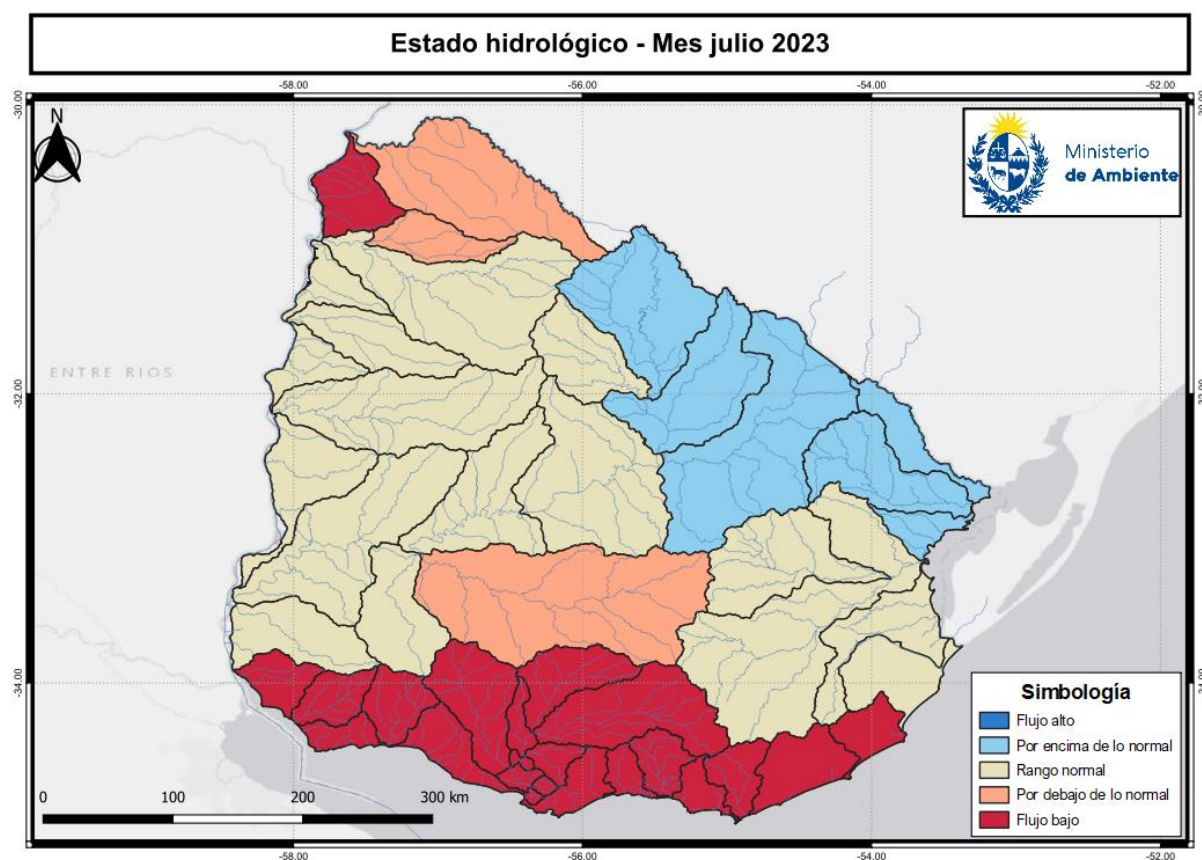 Estado hidrológico - Mes julio 2023
-58.00
-56.00
-54.00
-52.00
-30.00
N
Ministerio
de Ambiente
ENTRE RIOS
-32.00
-34.00
Simbología
Flujo alto
Por encima de lo normal
Rango normal
Por debajo de lo normal
Flujo bajo
0
100
200
300 km
-58.00
-56.00
-54.00
-52.00